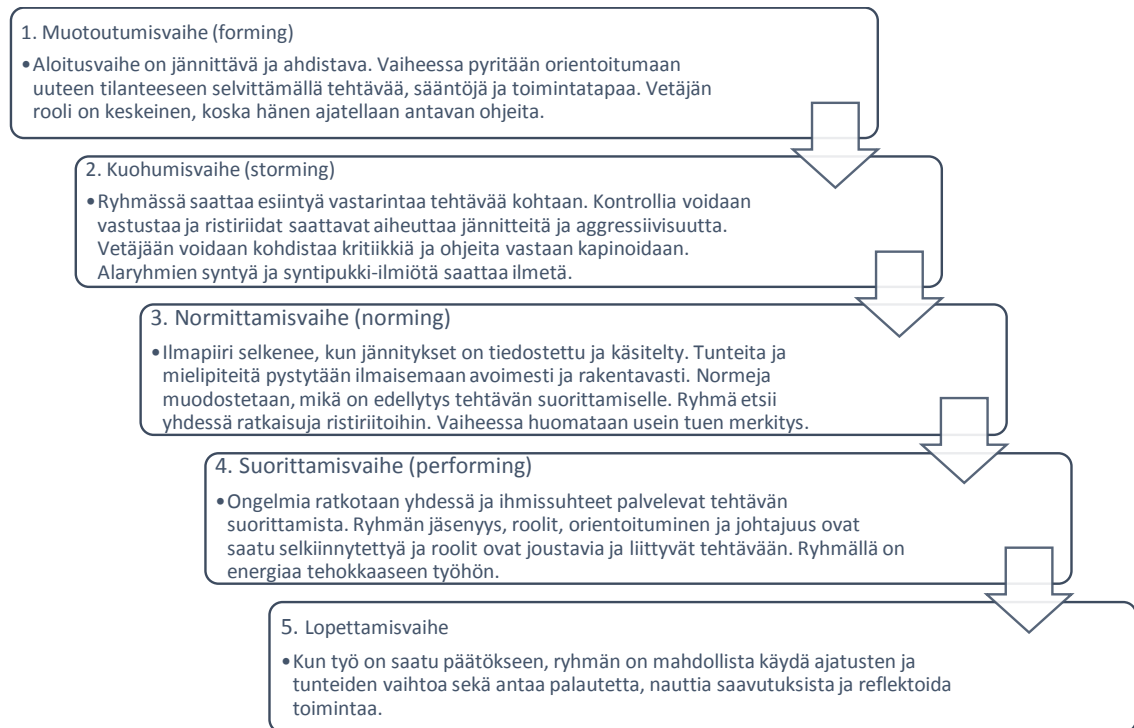 1. Muotoutumisvaihe (forming)
•Aloitusvaihe on jännittävä ja ahdistava. Vaiheessa pyritään orientoitumaan
uuteen tilanteeseen selvittämällä tehtävää, sääntöjä ja toimintatapaa. Vetäjän
rooli on keskeinen, koska hänen ajatellaan antavan ohjeita.
2. Kuohumisvaihe (storming)
•Ryhmässä saattaa esiintyä vastarintaa tehtävää kohtaan. Kontrollia voidaan
vastustaa ja ristiriidat saattavat aiheuttaa jännitteitä ja aggressiivisuutta.
Vetäjään voidaan kohdistaa kritiikkiä ja ohjeita vastaan kapinoidaan.
Alaryhmien syntyä ja syntipukki-ilmiötä saattaa ilmetä.
3. Normittamisvaihe (norming)
•Ilmapiiri selkenee, kun jännitykset on tiedostettu ja käsitelty. Tunteita ja
mielipiteitä pystytään ilmaisemaan avoimesti ja rakentavasti. Normeja
muodostetaan, mikä on edellytys tehtävän suorittamiselle. Ryhmä etsii
yhdessä ratkaisuja ristiriitoihin. Vaiheessa huomataan usein tuen merkitys.
4. Suorittamisvaihe (performing)
•Ongelmia ratkotaan yhdessä ja ihmissuhteet palvelevat tehtävän
suorittamista. Ryhmän jäsenyys, roolit, orientoituminen ja johtajuus ovat
saatu selkiinnytettyä ja roolit ovat joustavia ja liittyvät tehtävään. Ryhmällä on
energiaa tehokkaaseen työhön.
5. Lopettamisvaihe
•Kun työ on saatu päätökseen, ryhmän on mahdollista käydä ajatusten ja
tunteiden vaihtoa sekä antaa palautetta, nauttia saavutuksista ja reflektoida
toimintaa.